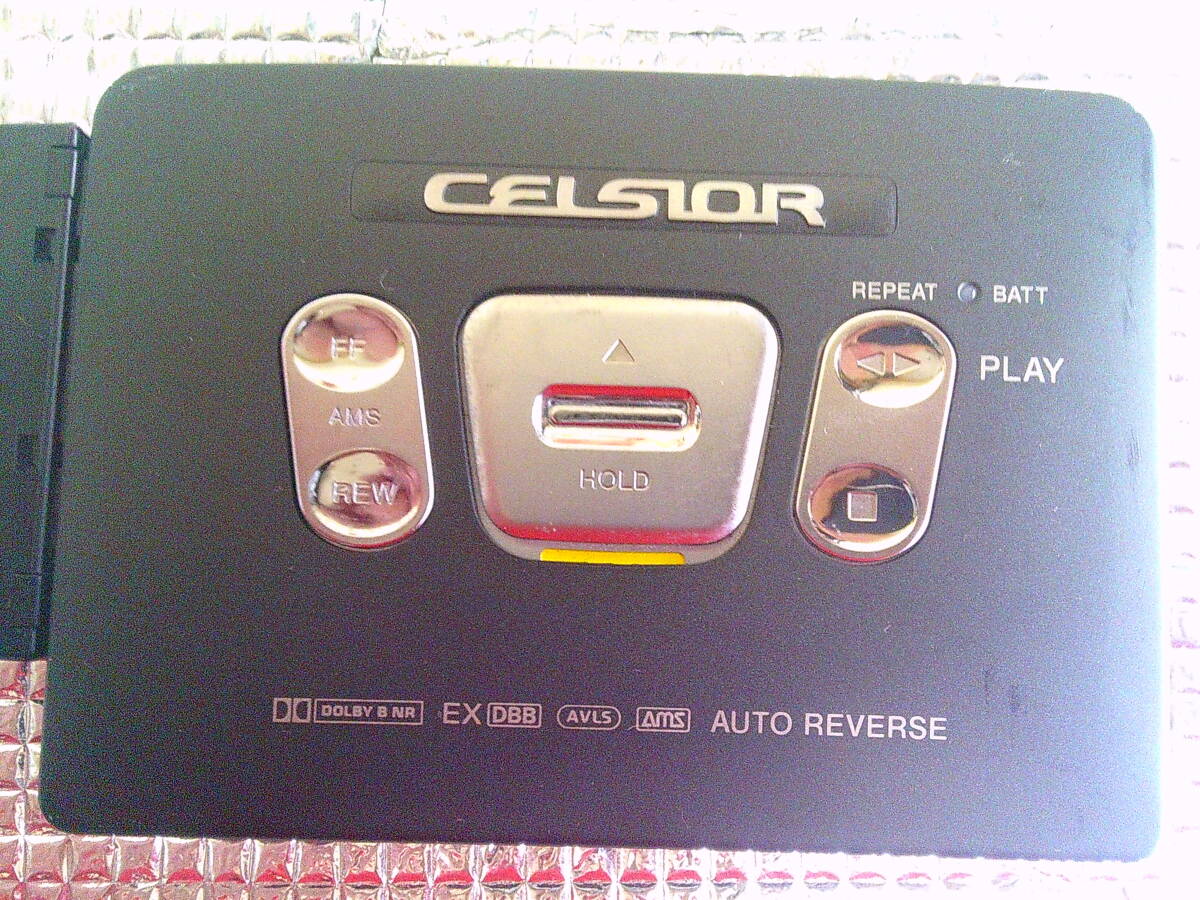 CELSIOR
REPEAT BATT
FF
PLAY
AMS
HOLD
REW
DOLBY B NR EX DBB AVLS AMS AUTO REVERSE